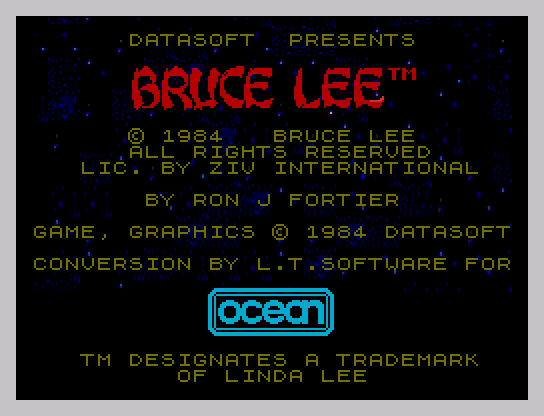 DATASOFT PRESENTS
BRUCE LEE™
© 1984 BRUCE LEE
ALL RIGHTS RESERVED
LIC. BY ZIV INTERNATIONAL
BY RON J FORTIER
GAME, GRAPHICS © 1984 DATASOFT
CONVERSION BY L.T.SOFTWARE FOR
ocean
TM DESIGNATES A TRADEMARK
OF LINDA LEE